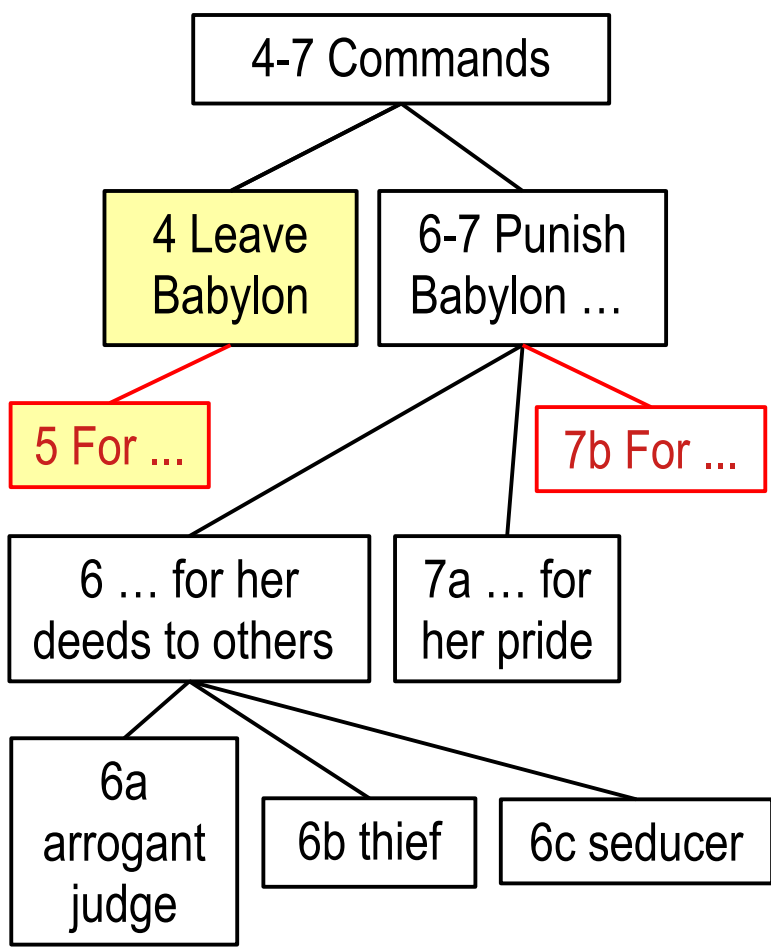 4-7 Commands
4 Leave
Babylon
6-7 Punish
Babylon …
5 For ...
7b For ...
6 … for her
deeds to others
7a … for
her pride
6a
arrogant
judge
6b thief
6c seducer